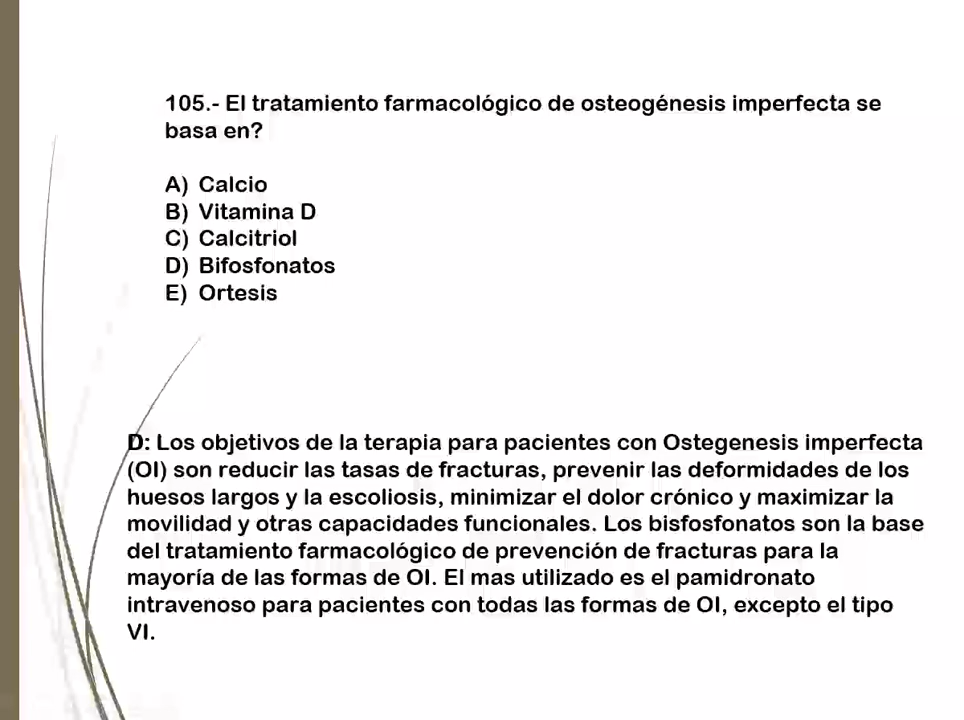 105.- El tratamiento farmacológico de osteogénesis imperfecta se
basa en?
A) Calcio
B) Vitamina D
C) Calcitriol
D) Bifosfonatos
E) Ortesis
D: Los objetivos de la terapia para pacientes con Ostegenesis imperfecta
(OI) son reducir las tasas de fracturas, prevenir las deformidades de los
huesos largos y la escoliosis, minimizar el dolor crónico y maximizar la
movilidad y otras capacidades funcionales. Los bisfosfonatos son la base
del tratamiento farmacológico de prevención de fracturas para la
mayoría de las formas de OI. El mas utilizado es el pamidronato
intravenoso para pacientes con todas las formas de OI, excepto el tipo
VI.